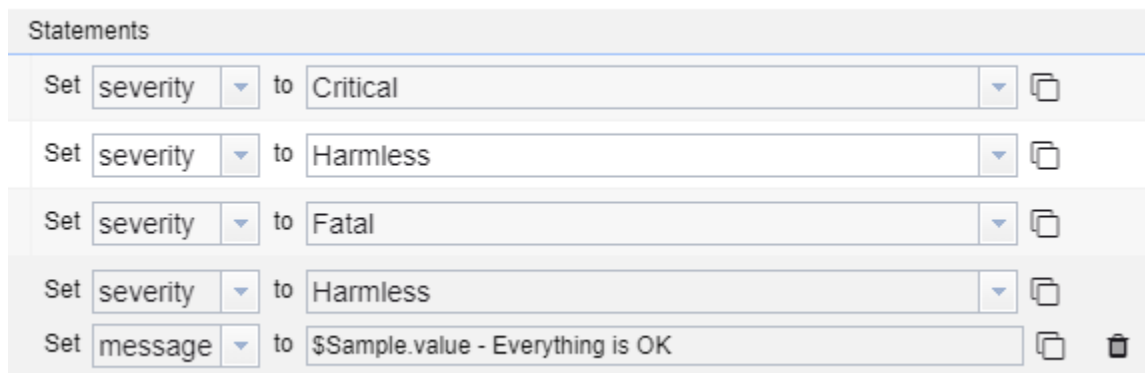 Statements
Set severity to Critical
Set severity to Harmless
Set severity to Fatal
Set severity to Harmless
Set message to $Sample.value - Everything is OK